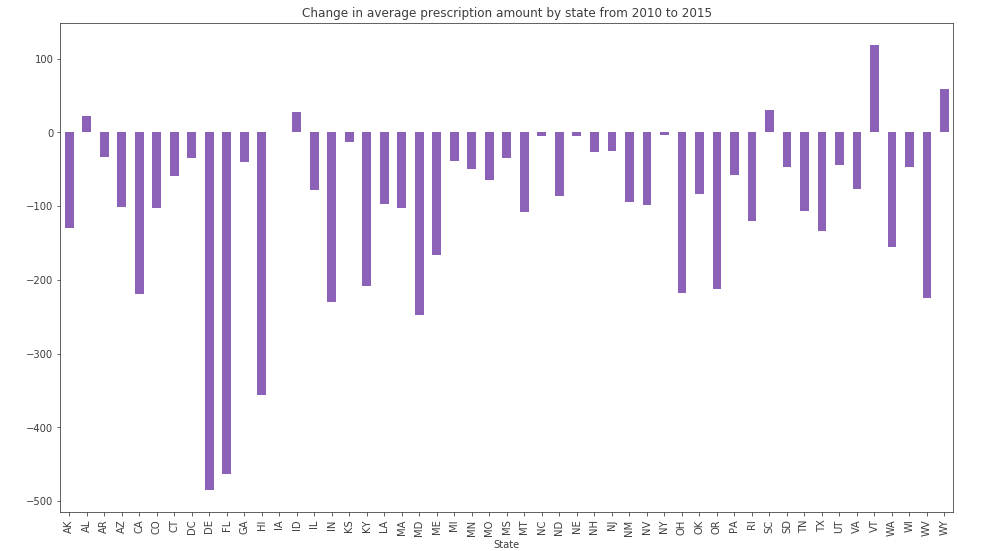 Change in average prescription amount by state from 2010 to 2015
100
0
−100
−200
−300
−400
−500
AK AL AR AZ CA CO CT DC DE FL GA HI IA ID IL IN KS KY LA MA MD ME MI MN MO MS MT NC ND NE NH NJ NM NV NY OH OK OR PA RI SC SD TN TX UT VA VT WA WI WV WY
State